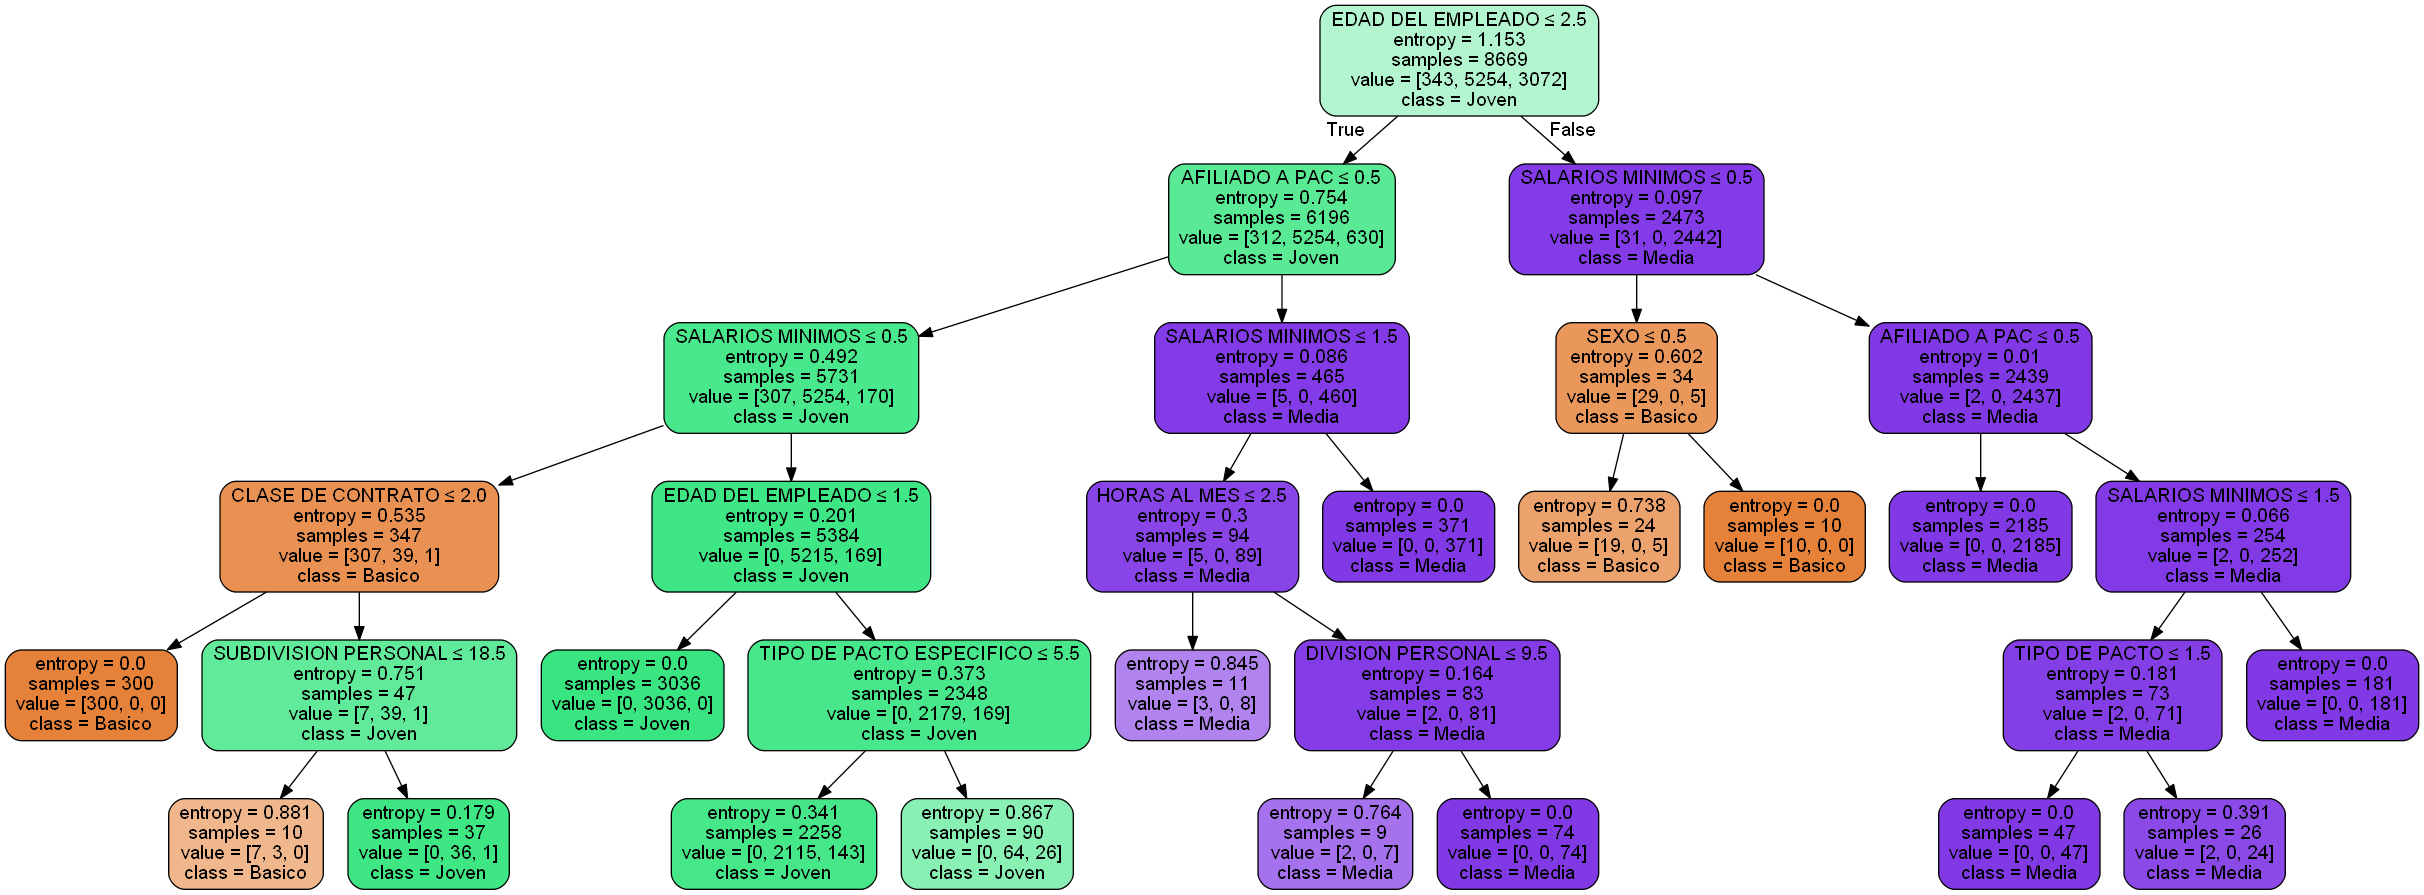 EDAD DEL EMPLEADO ≤ 2.5
entropy = 1.153
samples = 8669
value = [343, 5254, 3072]
class = Joven
True
False
AFILIADO A PAC ≤ 0.5
entropy = 0.754
samples = 6196
value = [312, 5254, 630]
class = Joven
SALARIOS MINIMOS ≤ 0.5
entropy = 0.097
samples = 2473
value = [31, 0, 2442]
class = Media
SALARIOS MINIMOS ≤ 0.5
entropy = 0.492
samples = 5731
value = [307, 5254, 170]
class = Joven
SALARIOS MINIMOS ≤ 1.5
entropy = 0.086
samples = 465
value = [5, 0, 460]
class = Media
SEXO ≤ 0.5
entropy = 0.602
samples = 34
value = [29, 0, 5]
class = Basico
AFILIADO A PAC ≤ 0.5
entropy = 0.01
samples = 2439
value = [2, 0, 2437]
class = Media
CLASE DE CONTRATO ≤ 2.0
entropy = 0.535
samples = 347
value = [307, 39, 1]
class = Basico
EDAD DEL EMPLEADO ≤ 1.5
entropy = 0.201
samples = 5384
value = [0, 5215, 169]
class = Joven
HORAS AL MES ≤ 2.5
entropy = 0.3
samples = 94
value = [5, 0, 89]
class = Media
entropy = 0.0
samples = 371
value = [0, 0, 371]
class = Media
entropy = 0.738
samples = 24
value = [19, 0, 5]
class = Basico
entropy = 0.0
samples = 10
value = [10, 0, 0]
class = Basico
entropy = 0.0
samples = 2185
value = [0, 0, 2185]
class = Media
SALARIOS MINIMOS ≤ 1.5
entropy = 0.066
samples = 254
value = [2, 0, 252]
class = Media
entropy = 0.0
samples = 300
value = [300, 0, 0]
class = Basico
SUBDIVISION PERSONAL ≤ 18.5
entropy = 0.751
samples = 47
value = [7, 39, 1]
class = Joven
entropy = 0.0
samples = 3036
value = [0, 3036, 0]
class = Joven
TIPO DE PACTO ESPECIFICO ≤ 5.5
entropy = 0.373
samples = 2348
value = [0, 2179, 169]
class = Joven
entropy = 0.845
samples = 11
value = [3, 0, 8]
class = Media
DIVISION PERSONAL ≤ 9.5
entropy = 0.164
samples = 83
value = [2, 0, 81]
class = Media
TIPO DE PACTO ≤ 1.5
entropy = 0.181
samples = 73
value = [2, 0, 71]
class = Media
entropy = 0.0
samples = 181
value = [0, 0, 181]
class = Media
entropy = 0.881
samples = 10
value = [7, 3, 0]
class = Basico
entropy = 0.179
samples = 37
value = [0, 36, 1]
class = Joven
entropy = 0.341
samples = 2258
value = [0, 2115, 143]
class = Joven
entropy = 0.867
samples = 90
value = [0, 64, 26]
class = Joven
entropy = 0.764
samples = 9
value = [2, 0, 7]
class = Media
entropy = 0.0
samples = 74
value = [0, 0, 74]
class = Media
entropy = 0.0
samples = 47
value = [0, 0, 47]
class = Media
entropy = 0.391
samples = 26
value = [2, 0, 24]
class = Media